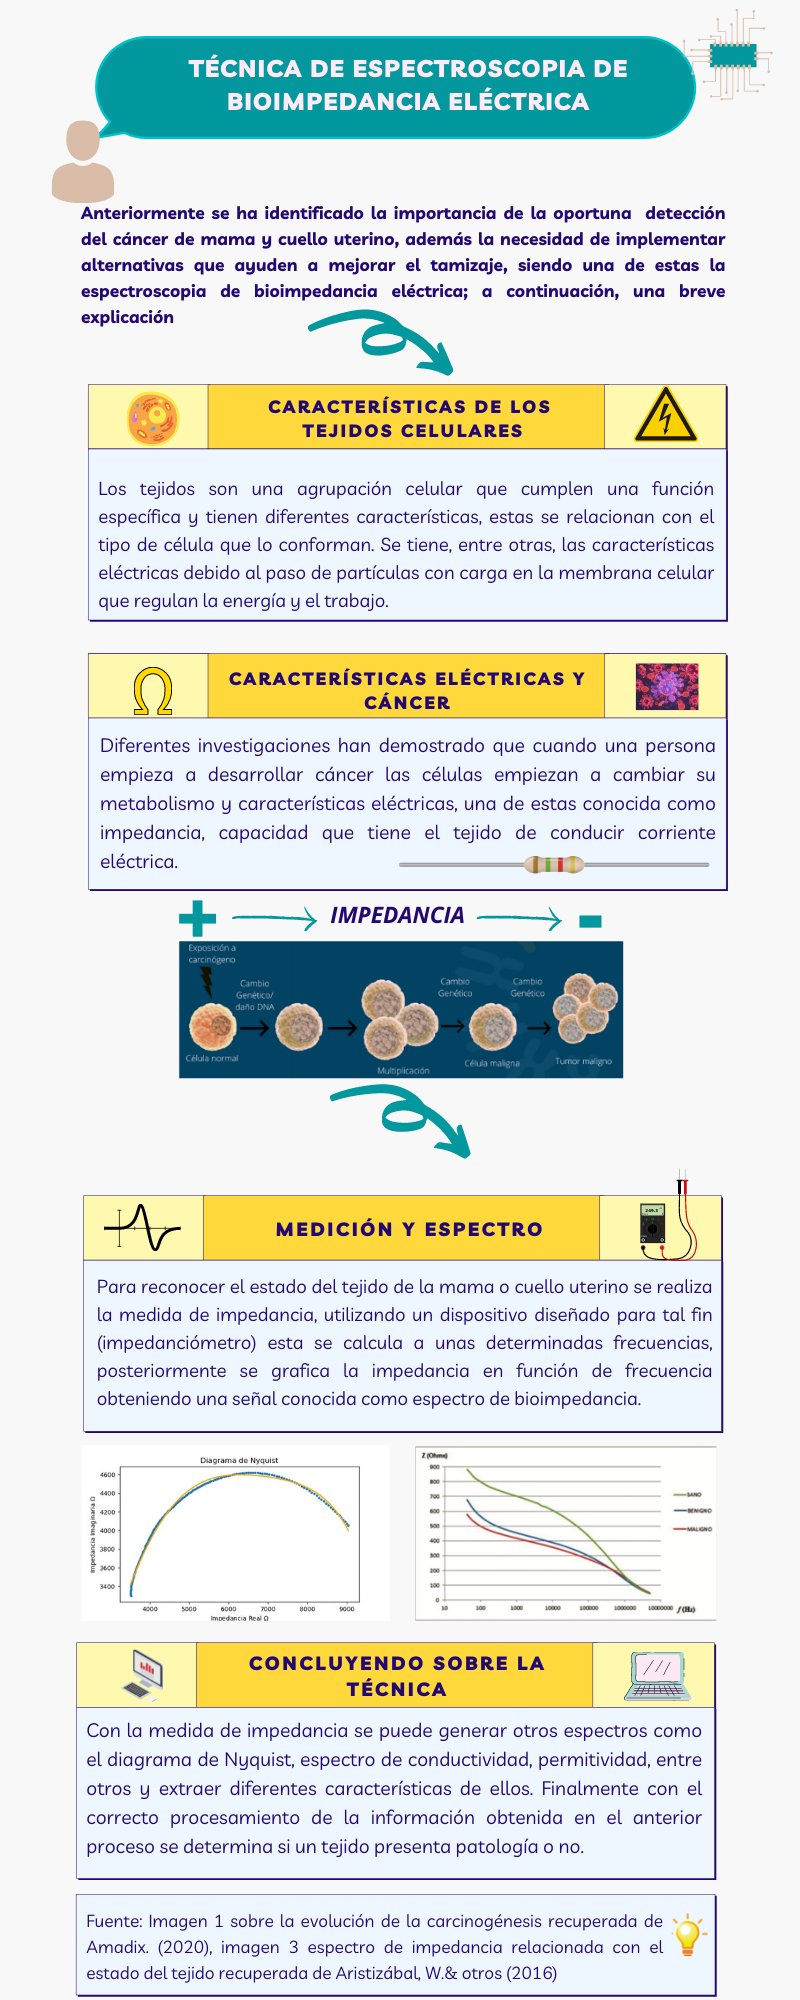 TÉCNICA DE ESPECTROSCOPIA DE
BIOIMPEDANCIA ELÉCTRICA
Anteriormente se ha identificado la importancia de la oportuna detección
del cáncer de mama y cuello uterino, además la necesidad de implementar
alternativas que ayuden a mejorar el tamizaje, siendo una de estas la
espectroscopia de bioimpedancia eléctrica; a continuación, una breve
explicación
CARACTERÍSTICAS DE LOS
TEJIDOS CELULARES
Los tejidos son una agrupación celular que cumplen una función
específica y tienen diferentes características, estas se relacionan con el
tipo de célula que lo conforman. Se tiene, entre otras, las características
eléctricas debido al paso de partículas con carga en la membrana celular
que regulan la energía y el trabajo.
Ω
CARACTERÍSTICAS ELÉCTRICAS Y
CÁNCER
Diferentes investigaciones han demostrado que cuando una persona
empieza a desarrollar cáncer las células empiezan a cambiar su
metabolismo y características eléctricas, una de estas conocida como
impedancia, capacidad que tiene el tejido de conducir corriente
eléctrica.
+ IMPEDANCIA -
Exposición a
carcinógeno
Cambio
Genético/
daño DNA
Cambio
Genético
Cambio
Genético
Célula normal
Multiplicación
Célula maligna
Tumor maligno
MEDICIÓN Y ESPECTRO
Para reconocer el estado del tejido de la mama o cuello uterino se realiza
la medida de impedancia, utilizando un dispositivo diseñado para tal fin
(impedanciómetro) esta se calcula a unas determinadas frecuencias,
posteriormente se grafica la impedancia en función de frecuencia
obteniendo una señal conocida como espectro de bioimpedancia.
Diagrama de Nyquist
Impedancia Imaginaria Ω
4600
4400
4200
4000
3800
3600
3400
4000 5000 6000 7000 8000 9000
Impedancia Real Ω
Z (Ohms)
900
800
700
600
500
400
300
200
100
0
10 100 1000 10000 100000 1000000 10000000 f (Hz)
SANO
BENIGNO
MALIGNO
CONCLUYENDO SOBRE LA
TÉCNICA
Con la medida de impedancia se puede generar otros espectros como
el diagrama de Nyquist, espectro de conductividad, permitividad, entre
otros y extraer diferentes características de ellos. Finalmente con el
correcto procesamiento de la información obtenida en el anterior
proceso se determina si un tejido presenta patología o no.
Fuente: Imagen 1 sobre la evolución de la carcinogénesis recuperada de
Amadix. (2020), imagen 3 espectro de impedancia relacionada con el
estado del tejido recuperada de Aristizábal, W.& otros (2016)